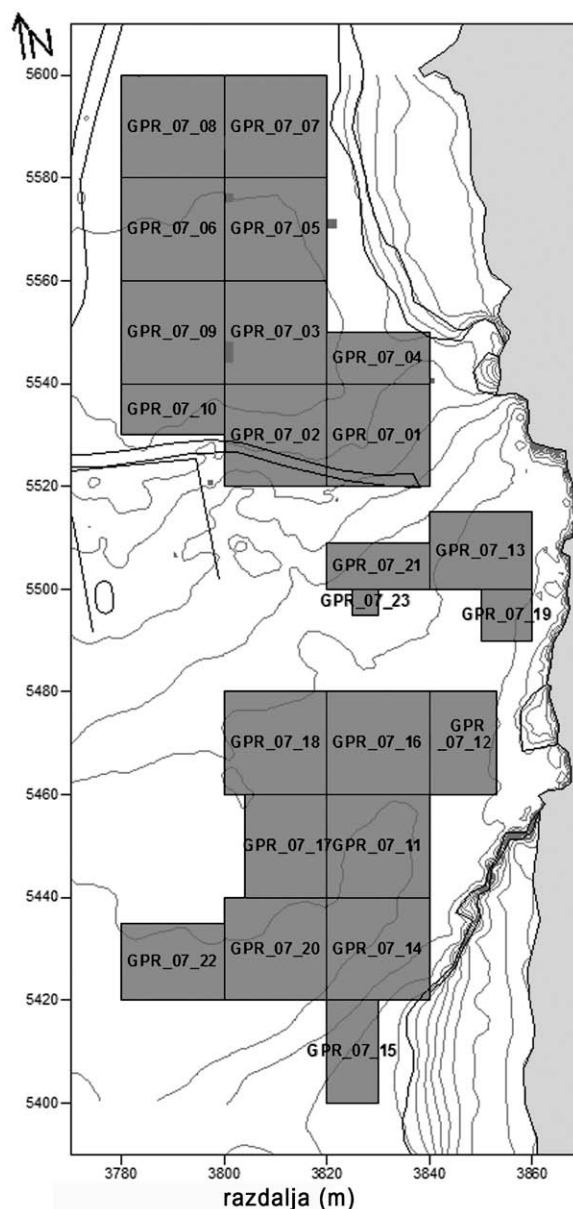 N
5600
GPR_07_08 GPR_07_07
5580
GPR_07_06 GPR_07_05
5560
GPR_07_09 GPR_07_03
GPR_07_04
5540
GPR_07_10
GPR_07_02 GPR_07_01
5520
GPR_07_13
GPR_07_21
5500
GPR_07_23
GPR_07_19
5480
GPR
_07_12
GPR_07_18 GPR_07_16
5460
GPR_07_17 GPR_07_11
5440
GPR_07_22 GPR_07_20 GPR_07_14
5420
GPR_07_15
5400
3780 3800 3820 3840 3860
razdalja (m)